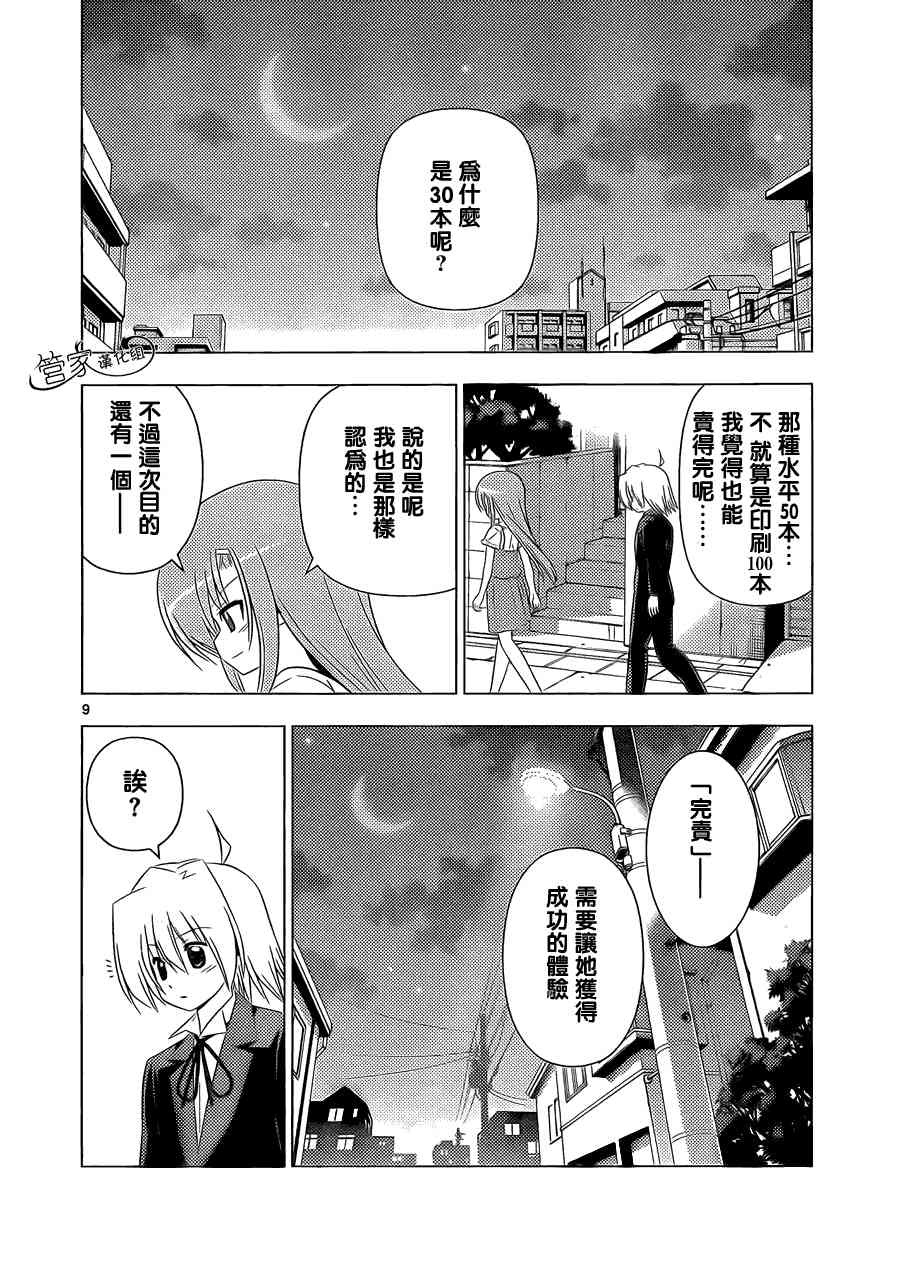 為什麼
是30本呢？
管家漢化組
那種水平50本…
不 就算是印刷100本
我覺得也能
賣得完呢……
說的是呢
我也是那樣
認為的…
不過這次目的
還有一個——
9
「完賣」——
需要讓她獲得
成功的體驗
誒？